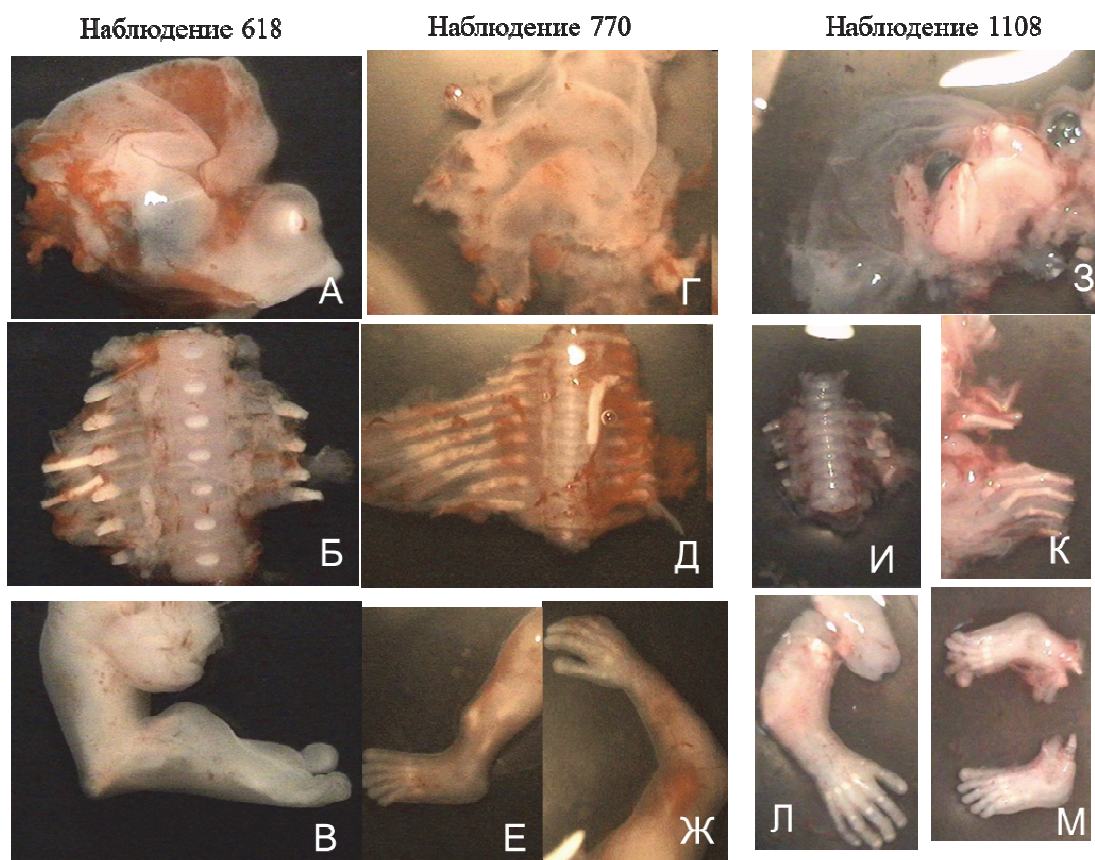 Наблюдение 618
Наблюдение 770
Наблюдение 1108
А
Г
З
Б
Д
И
К
В
Е
Ж
Л
М